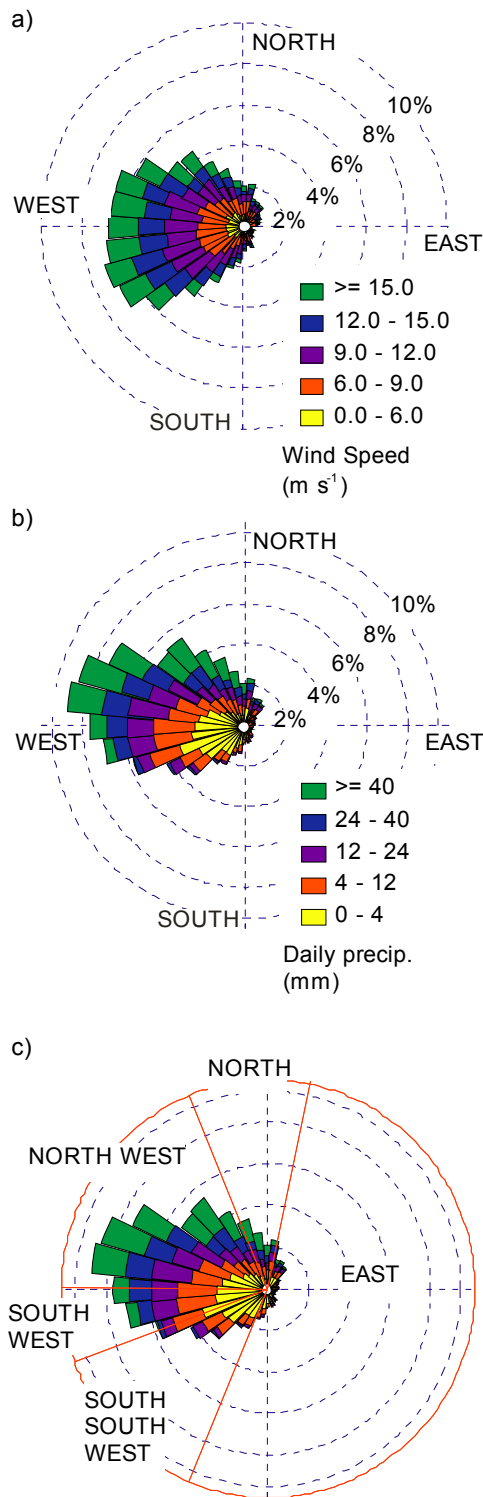 a)
NORTH
10%
8%
6%
4%
2%
WEST
EAST
>= 15.0
12.0 - 15.0
9.0 - 12.0
6.0 - 9.0
0.0 - 6.0
SOUTH
Wind Speed
(m s⁻¹)
b)
NORTH
10%
8%
6%
4%
2%
WEST
EAST
>= 40
24 - 40
12 - 24
4 - 12
0 - 4
SOUTH
Daily precip.
(mm)
c)
NORTH
NORTH WEST
EAST
SOUTH
WEST
SOUTH
SOUTH
WEST